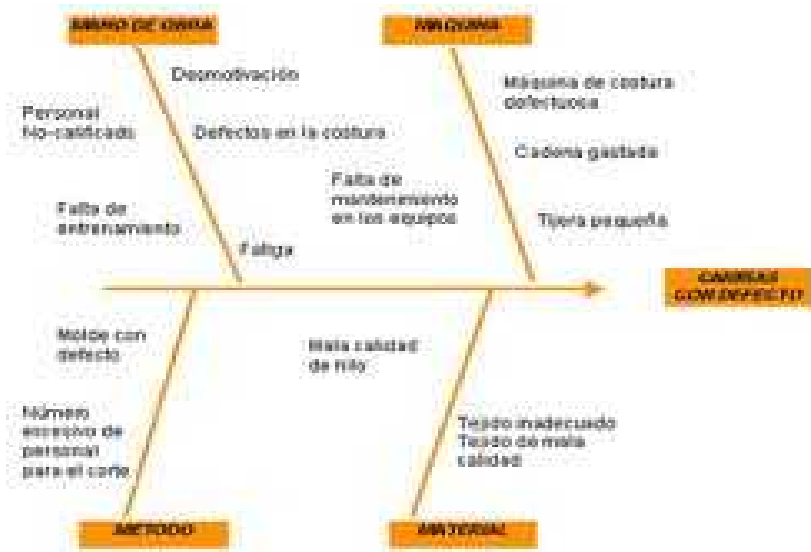 MANO DE OBRA
MAQUINA
Desmotivación
Máquina de costura
defectuosa
Personal
No-calificado
Defectos en la costura
Cadena gastada
Falta de
mantenimiento
en los equipos
Falta de
entrenamiento
Tijera pequeña
Fatiga
CAMISAS
CON DEFECTO
Molde con
defecto
Mala calidad
de hilo
Número
excesivo de
personal
para el corte
Tejido inadecuado
Tejido de mala
calidad
METODO
MATERIAL